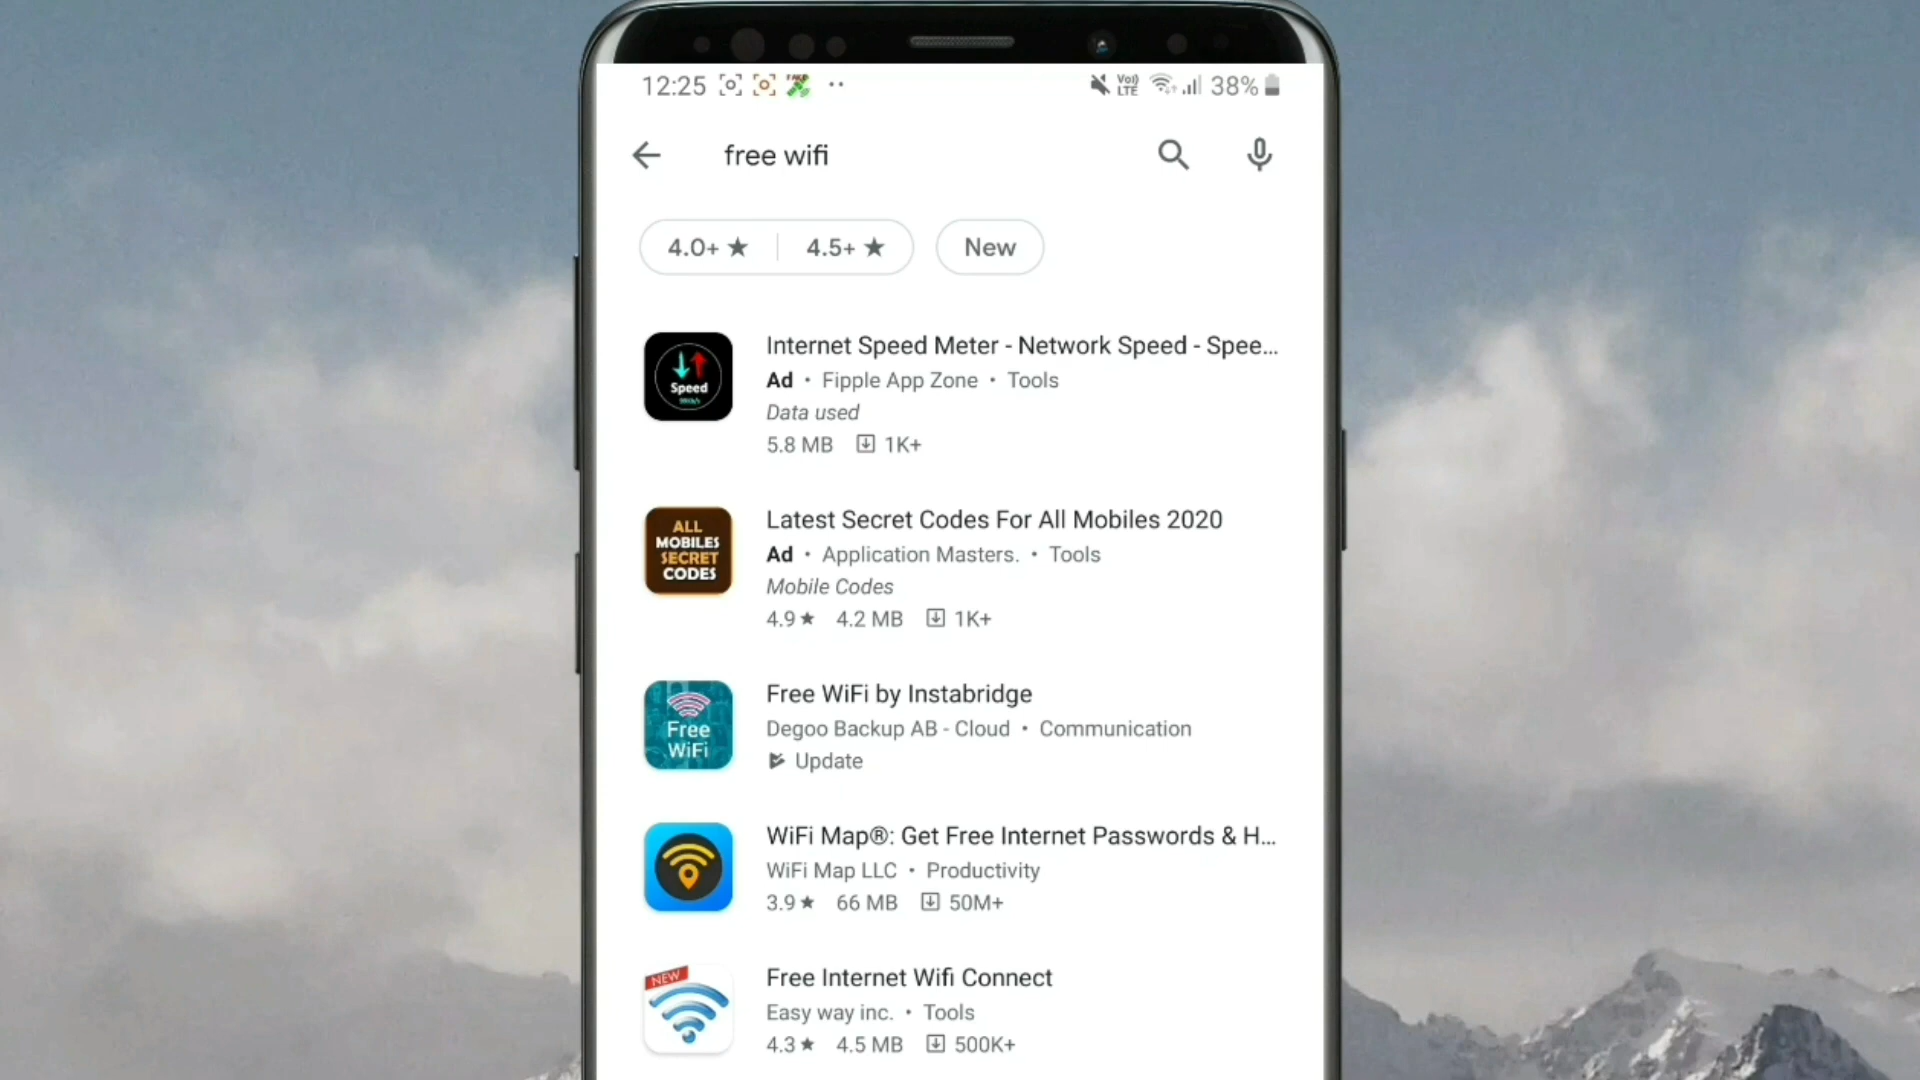 12:25 Vo) LTE 38%
free wifi
4.0+ ★ 4.5+ ★ New
Internet Speed Meter - Network Speed - Spee...
Ad • Fipple App Zone • Tools
Data used
5.8 MB 1K+
Speed
Latest Secret Codes For All Mobiles 2020
Ad • Application Masters. • Tools
Mobile Codes
4.9★ 4.2 MB 1K+
ALL
MOBILES
SECRET
CODES
Free WiFi by Instabridge
Degoo Backup AB - Cloud • Communication
Update
Free
WiFi
WiFi Map®: Get Free Internet Passwords & H...
WiFi Map LLC • Productivity
3.9★ 66 MB 50M+
Free Internet Wifi Connect
Easy way inc. • Tools
4.3★ 4.5 MB 500K+
NEW